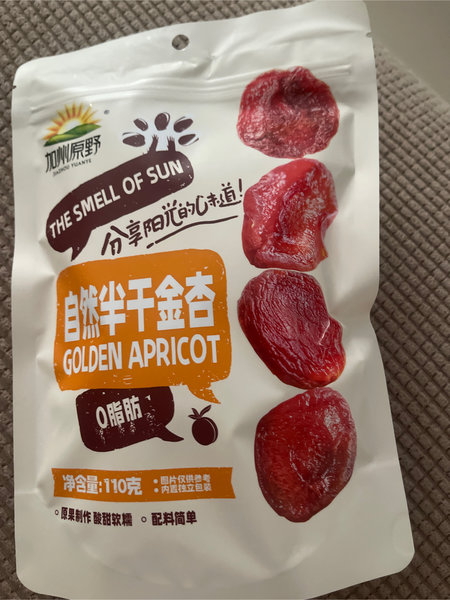 加州原野
JIAZHOU YUANYE
THE SMELL OF SUN
分享阳光的味道!
自然半干金杏
GOLDEN APRICOT
0脂肪
净含量:110克
•图片仅供参考
•内裹独立包装
○原果制作 酸甜软糯 ○配料简单